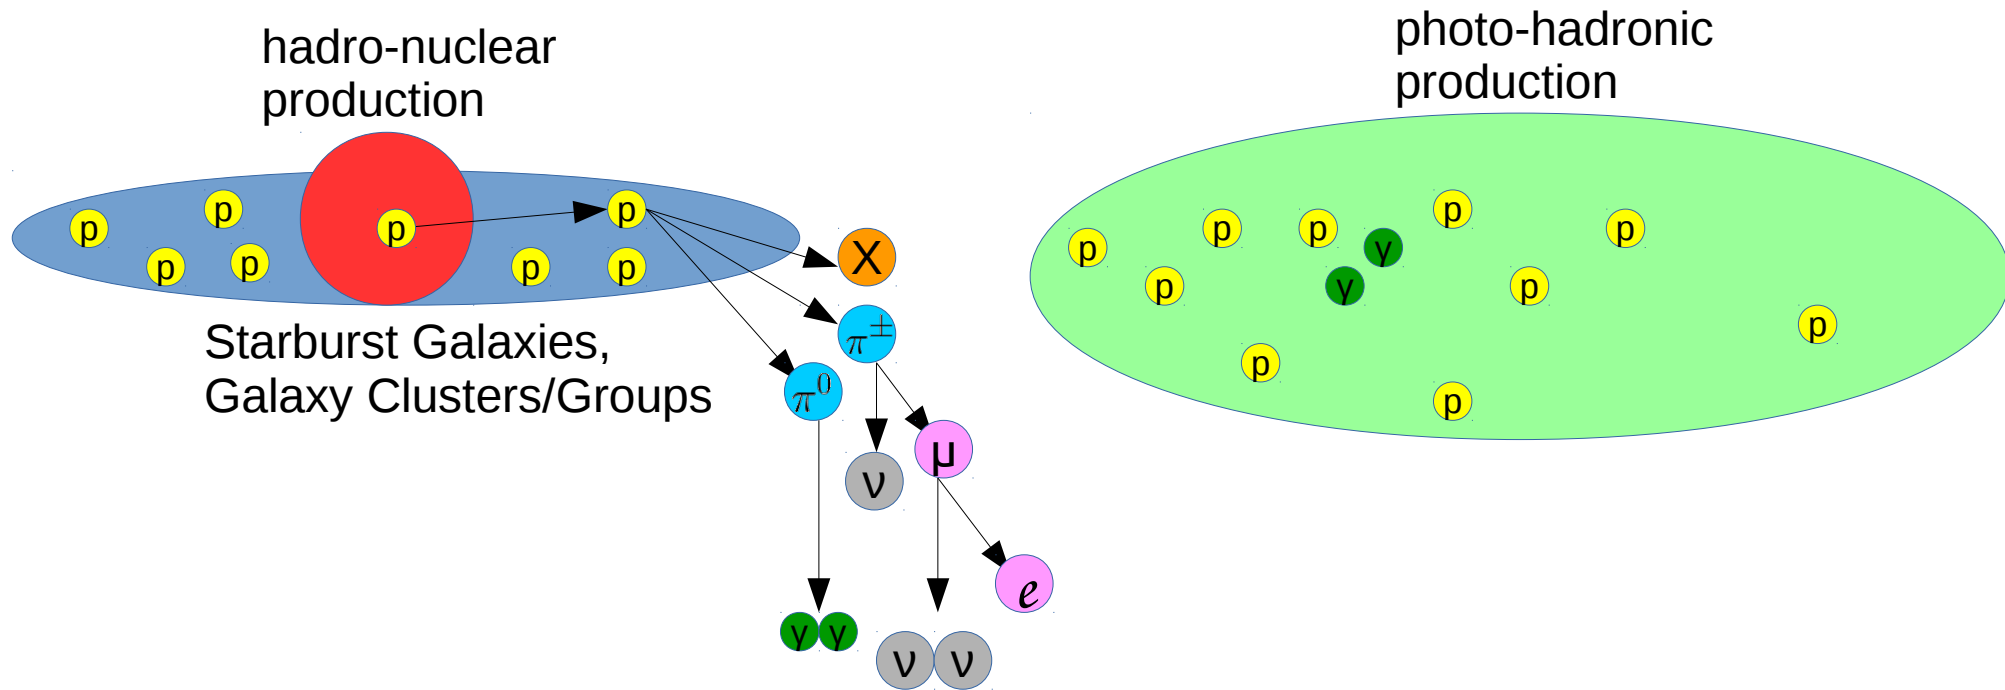 hadro-nuclear
production
p
p
p
p
p
p
p
p
X
π±
π0
Starburst Galaxies,
Galaxy Clusters/Groups
ν
μ
e
γ γ
ν ν
photo-hadronic
production
p
p
p
p
p
γ
p
γ
p
p
p
p